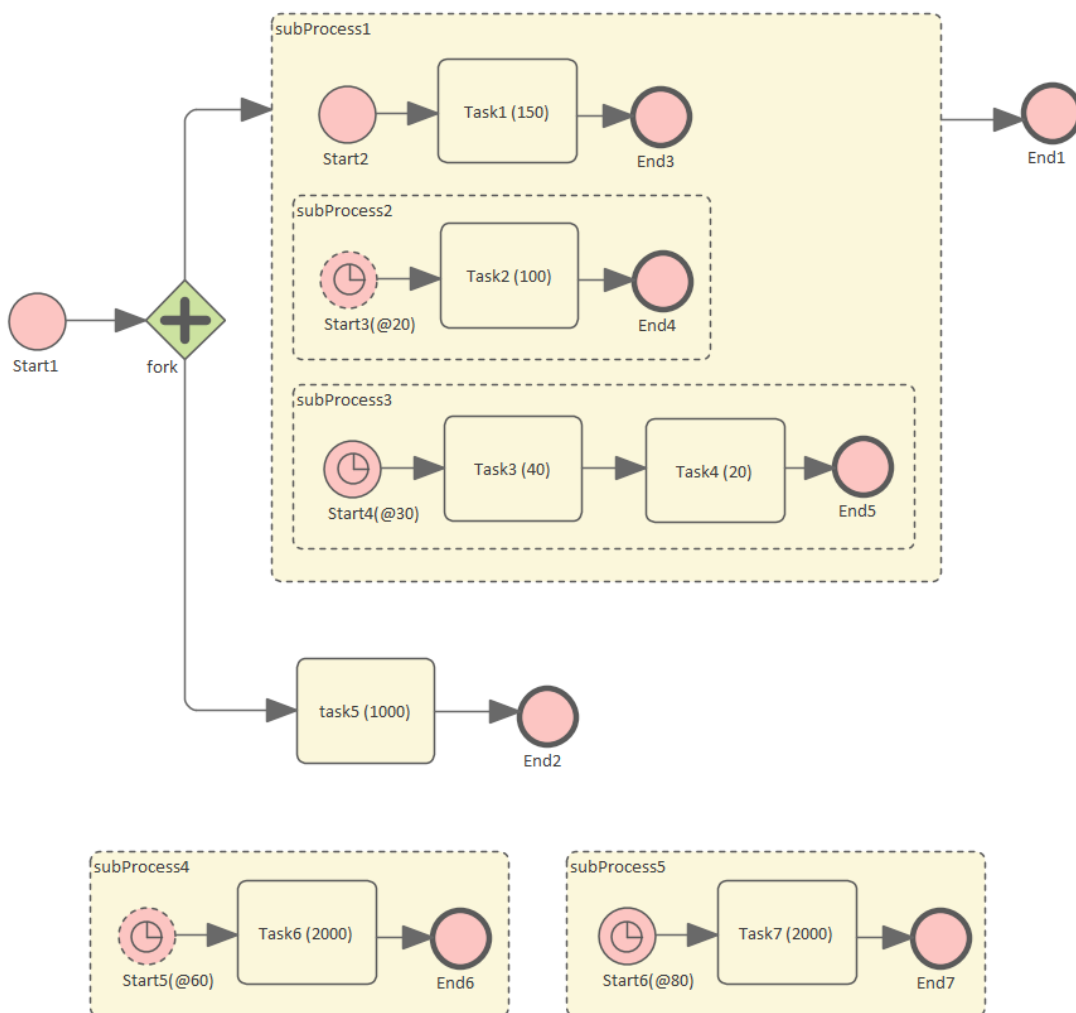 subProcess1
Task1 (150)
Start2
End3
End1
subProcess2
Task2 (100)
Start3(@20)
End4
Start1
fork
subProcess3
Task3 (40)
Task4 (20)
Start4(@30)
End5
task5 (1000)
End2
subProcess4
Task6 (2000)
Start5(@60)
End6
subProcess5
Task7 (2000)
Start6(@80)
End7